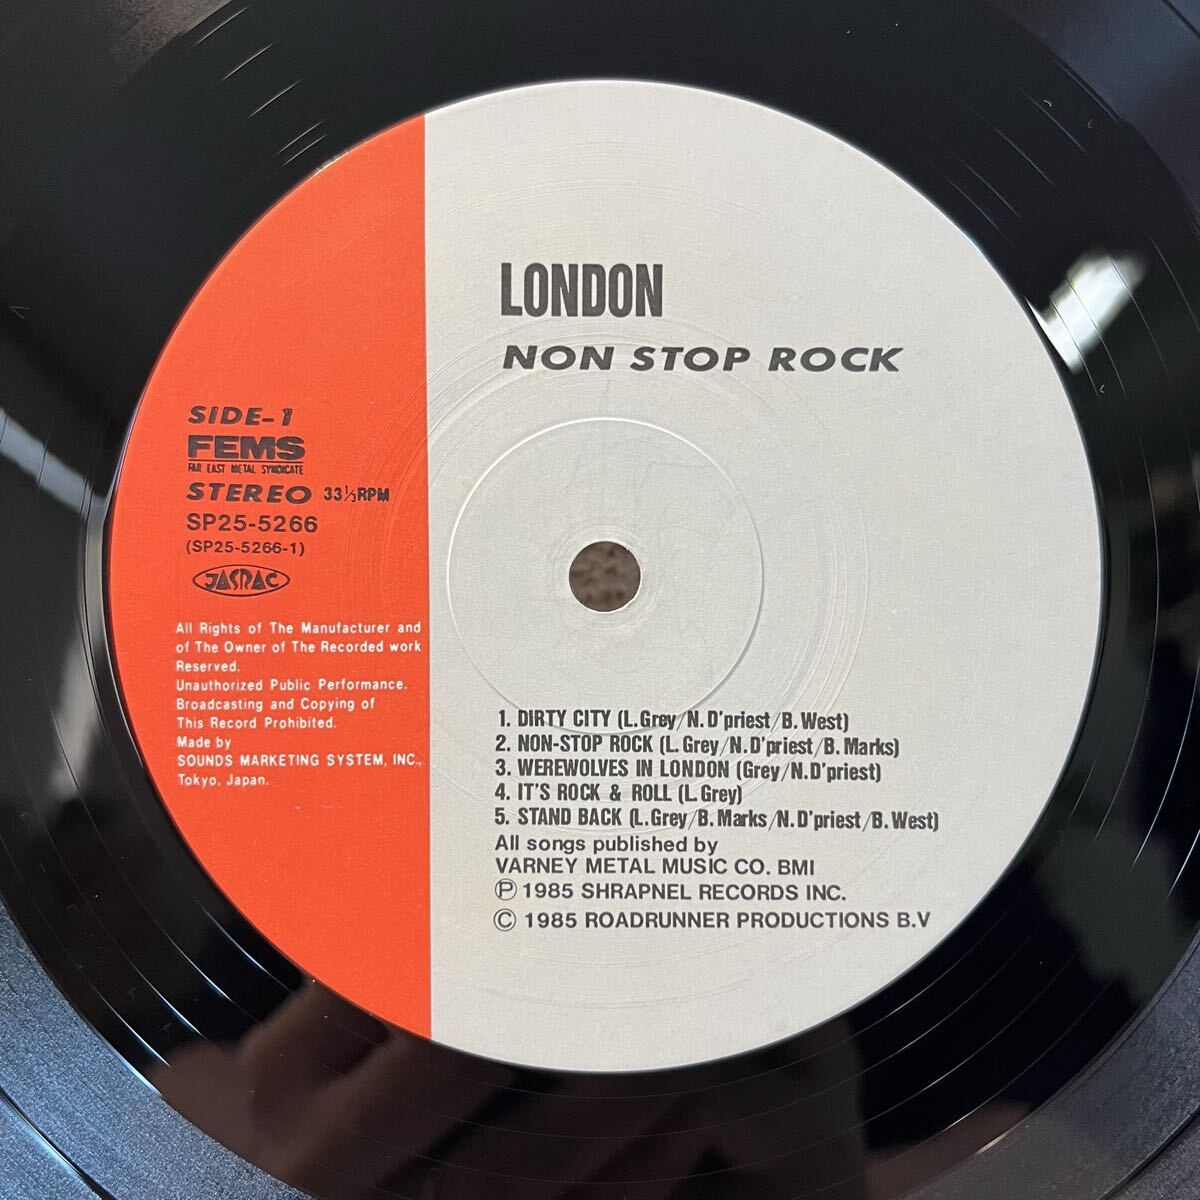 LONDON
NON STOP ROCK
SIDE-1
FEMS
FAR EAST METAL SYNDICATE
STEREO 33⅓RPM
SP25-5266
(SP25-5266-1)
JASRAC
All Rights of The Manufacturer and
of The Owner of The Recorded work
Reserved.
Unauthorized Public Performance.
Broadcasting and Copying of
This Record Prohibited.
Made by
SOUNDS MARKETING SYSTEM, INC.,
Tokyo, Japan.
1. DIRTY CITY (L.Grey/N.D'priest/B.West)
2. NON-STOP ROCK (L.Grey/N.D'priest/B.Marks)
3. WEREWOLVES IN LONDON (Grey/N.D'priest)
4. IT'S ROCK & ROLL (L.Grey)
5. STAND BACK (L.Grey/B.Marks/N.D'priest/B.West)
All songs published by
VARNEY METAL MUSIC CO. BMI
Ⓟ 1985 SHRAPNEL RECORDS INC.
© 1985 ROADRUNNER PRODUCTIONS B.V